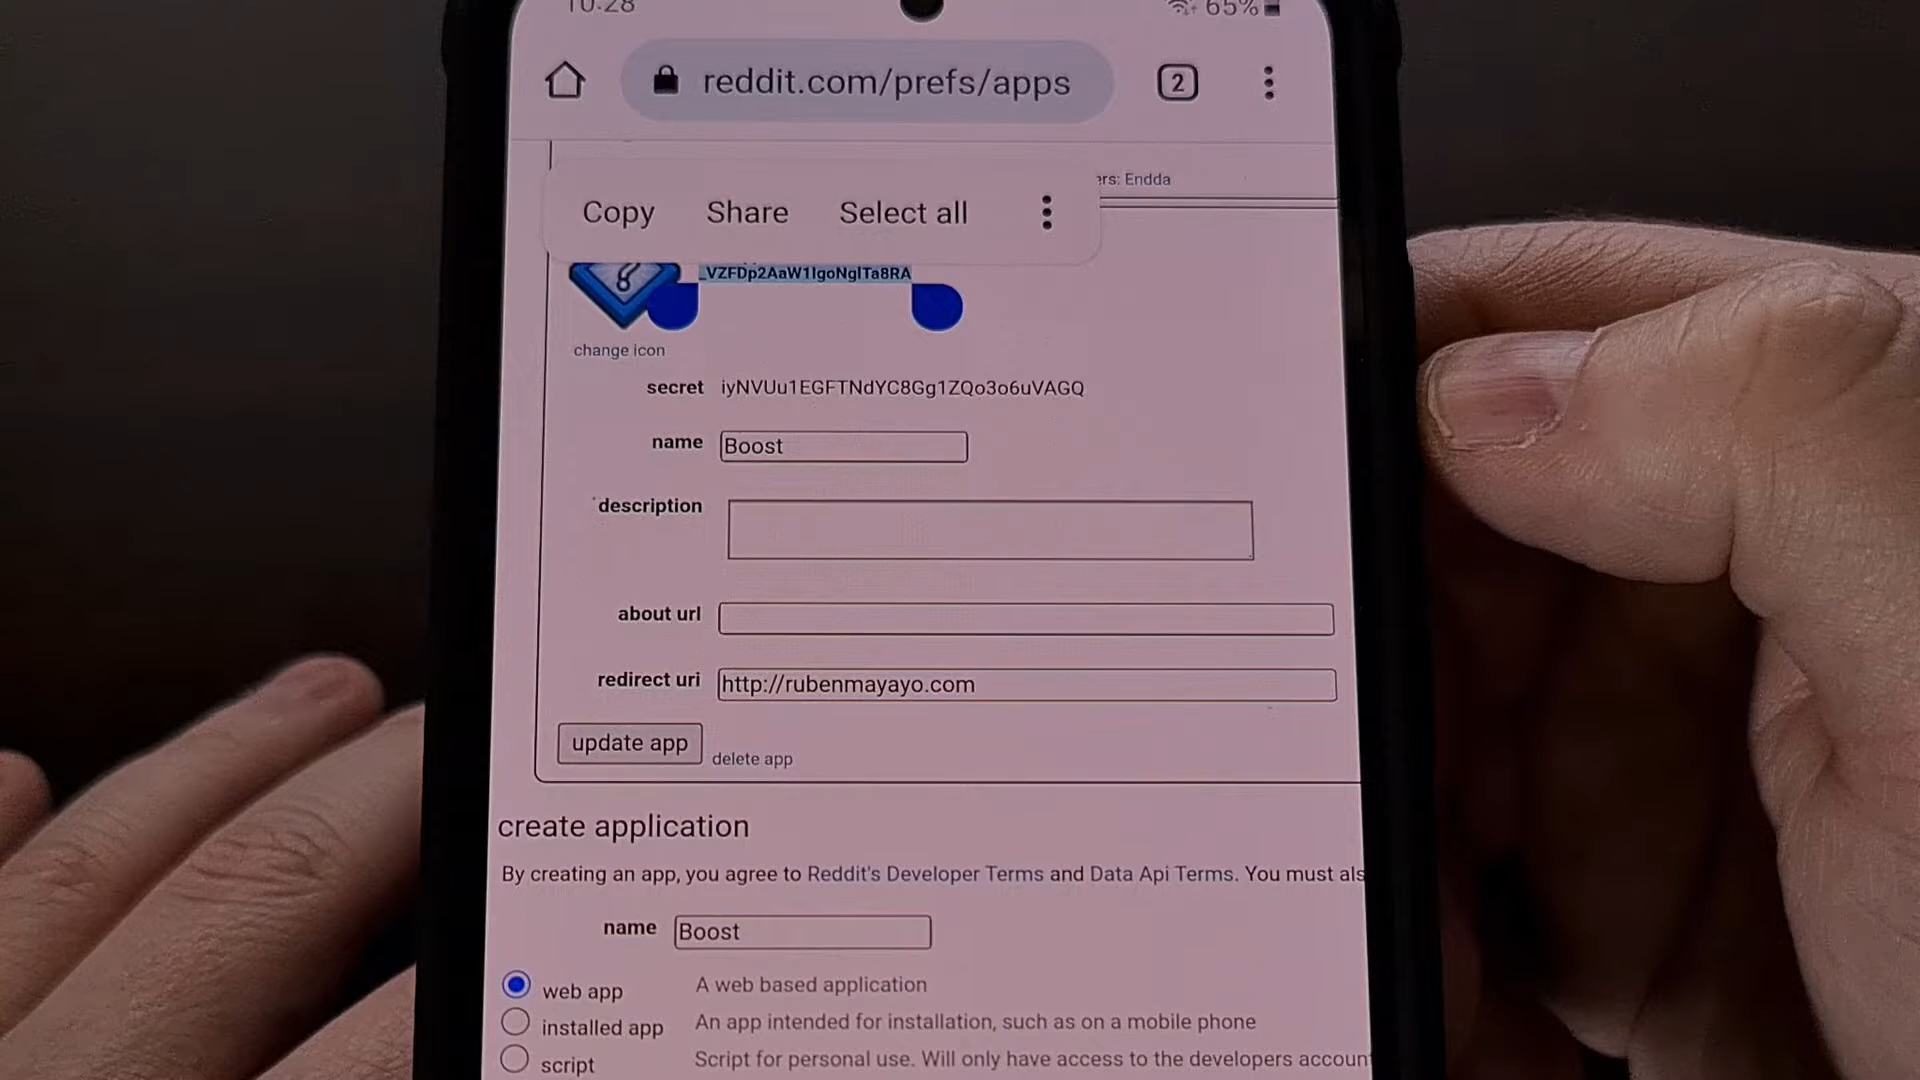 10:28 65%
reddit.com/prefs/apps 2
ers: Endda
Copy Share Select all
_VZFDp2AaW1IgoNglTa8RA
change icon
secret iyNVUu1EGFTNdYC8Gg1ZQo3o6uVAGQ
name Boost
description
about url
redirect uri http://rubenmayayo.com
update app delete app
create application
By creating an app, you agree to Reddit's Developer Terms and Data Api Terms. You must als
name Boost
web app A web based application
installed app An app intended for installation, such as on a mobile phone
script Script for personal use. Will only have access to the developers accoun